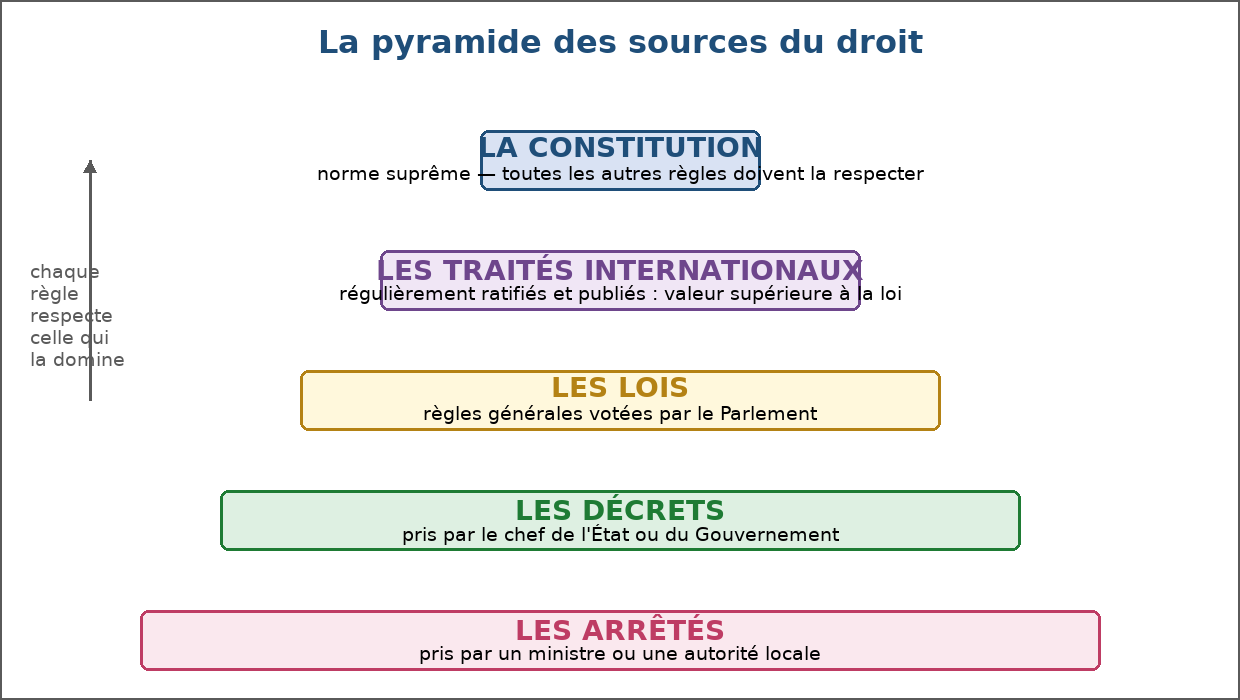 La pyramide des sources du droit
LA CONSTITUTION
norme suprême — toutes les autres règles doivent la respecter
LES TRAITÉS INTERNATIONAUX
régulièrement ratifiés et publiés : valeur supérieure à la loi
chaque
règle
respecte
celle qui
la domine
LES LOIS
règles générales votées par le Parlement
LES DÉCRETS
pris par le chef de l'État ou du Gouvernement
LES ARRÊTÉS
pris par un ministre ou une autorité locale